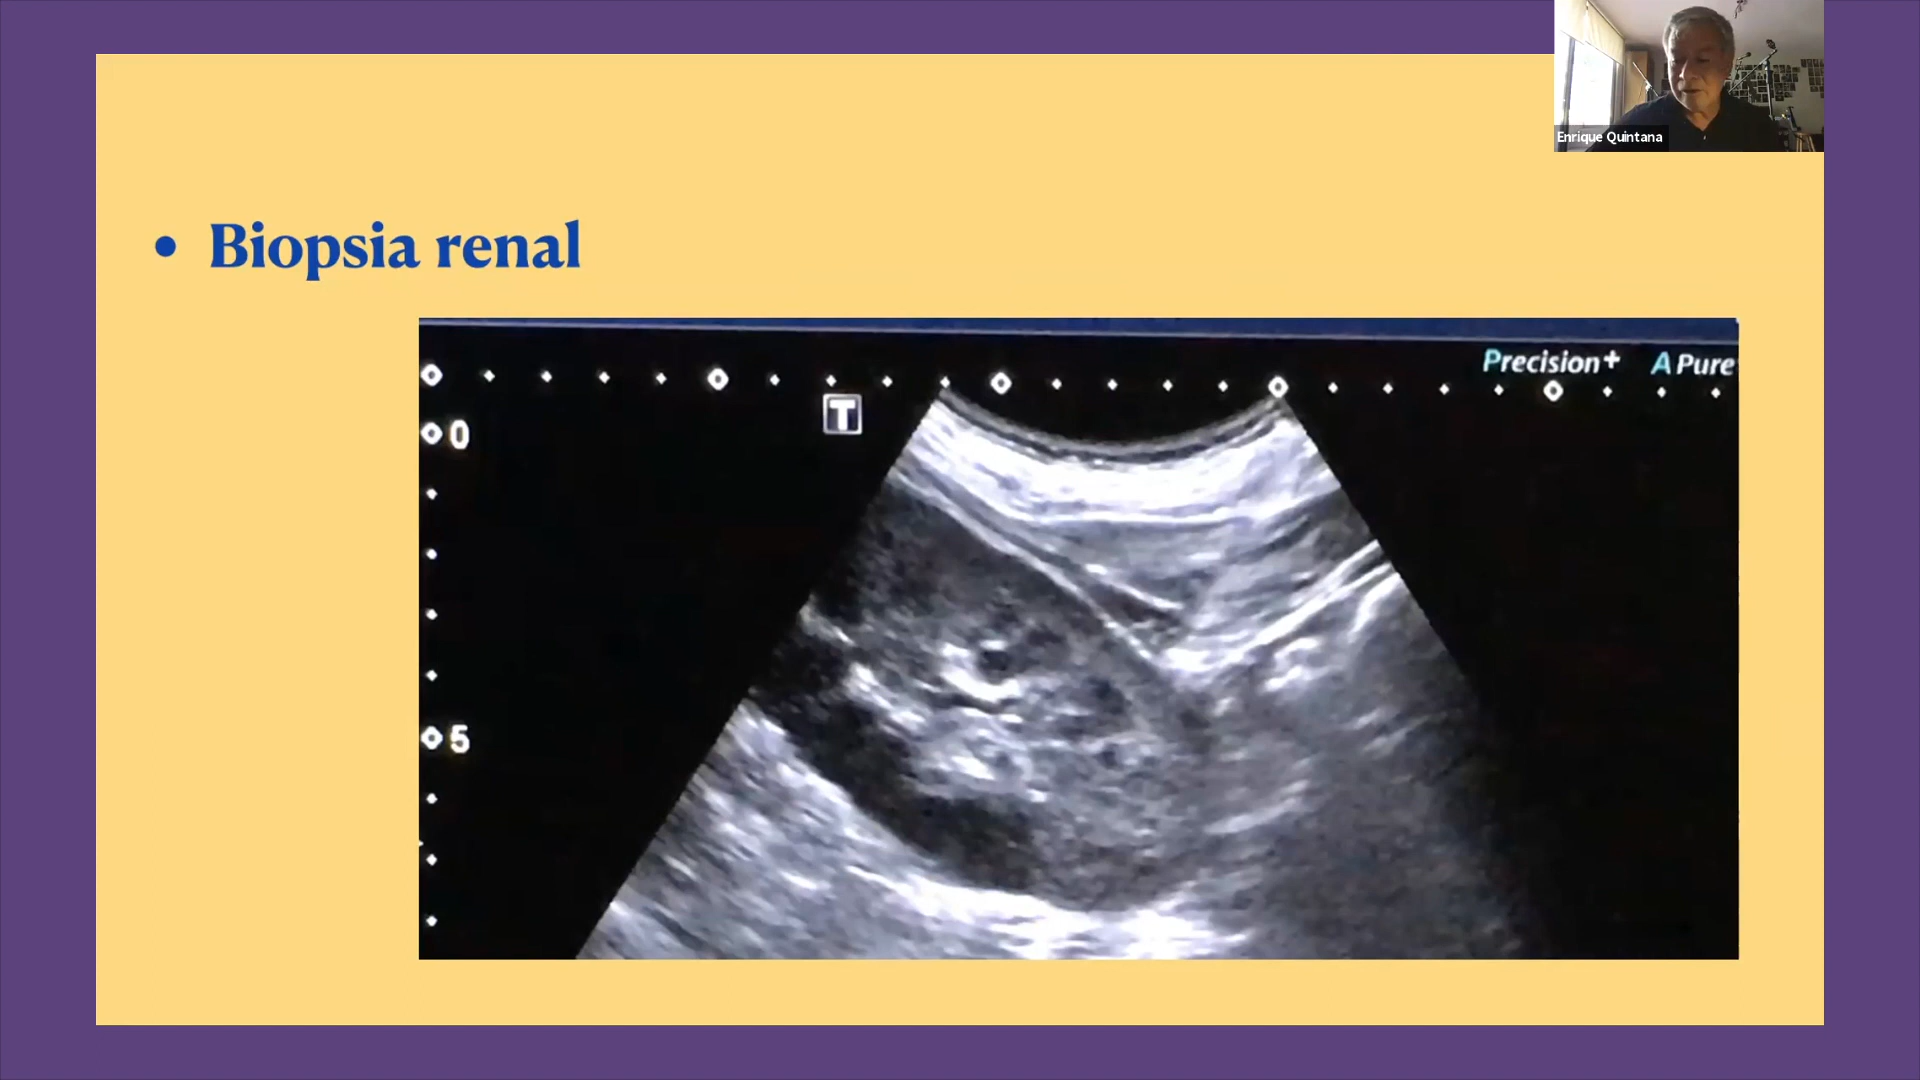 Enrique Quintana
• Biopsia renal
Precision+ A Pure
T
0
5